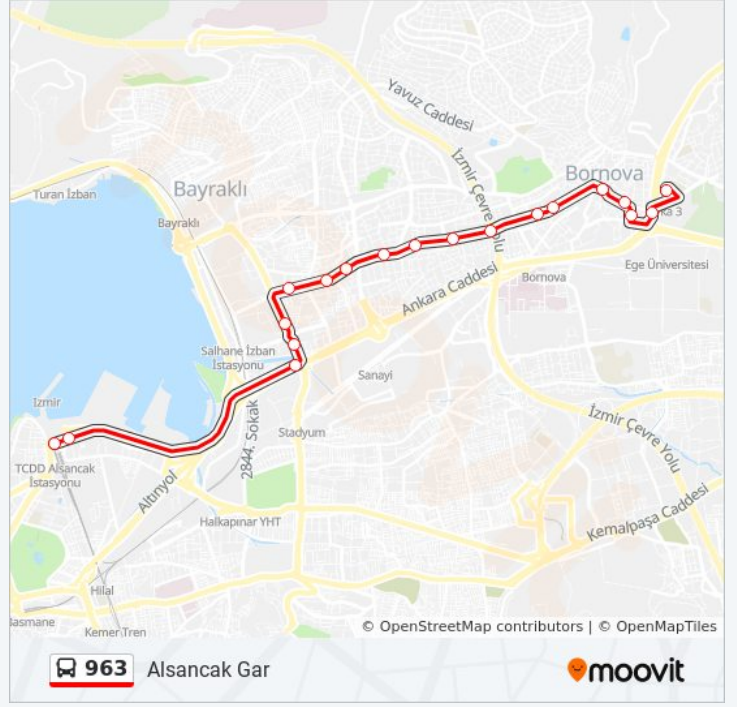 Yavuz Caddesi
İzmir Çevre Yolu
Bornova
Bayraklı
Turan İzban
Bayraklı
ka 3
Ege Üniversitesi
Bornova
Ankara Caddesi
Salhane İzban
İstasyonu
Sanayi
İzmir
2844. Sokak
Stadyum
İzmir Çevre Yolu
TCDD Alsancak
İstasyonu
Altınyol
Halkapınar YHT
Kemalpaşa Caddesi
Hilal
Basmane
Kemer Tren
© OpenStreetMap contributors | © OpenMapTiles
963 Alsancak Gar
moovit